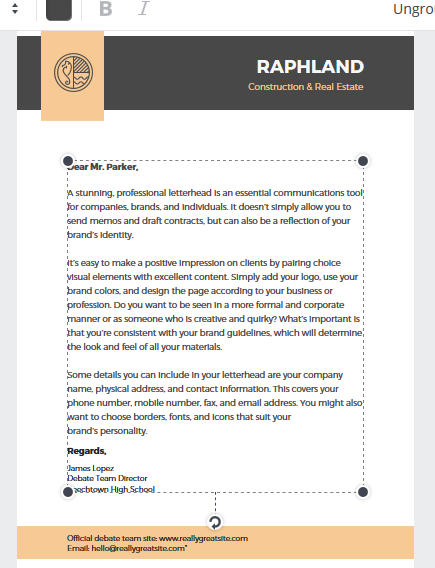 B I Ungro
RAPHLAND
Construction & Real Estate
Dear Mr. Parker,
A stunning, professional letterhead is an essential communications tool
for companies, brands, and individuals. It doesn't simply allow you to
send memos and draft contracts, but can also be a reflection of your
brand's identity.
It's easy to make a positive impression on clients by pairing choice
visual elements with excellent content. Simply add your logo, use your
brand colors, and design the page according to your business or
profession. Do you want to be seen in a more formal and corporate
manner or as someone who is creative and quirky? What's important is
that you're consistent with your brand guidelines, which will determine
the look and feel of all your materials.
Some details you can include in your letterhead are your company
name, physical address, and contact information. This covers your
phone number, mobile number, fax, and email address. You might also
want to choose borders, fonts, and icons that suit your
brand's personality.
Regards,
James Lopez
Debate Team Director
High School
Official debate team site: www.reallygreatsite.com
Email: hello@reallygreatsite.com"